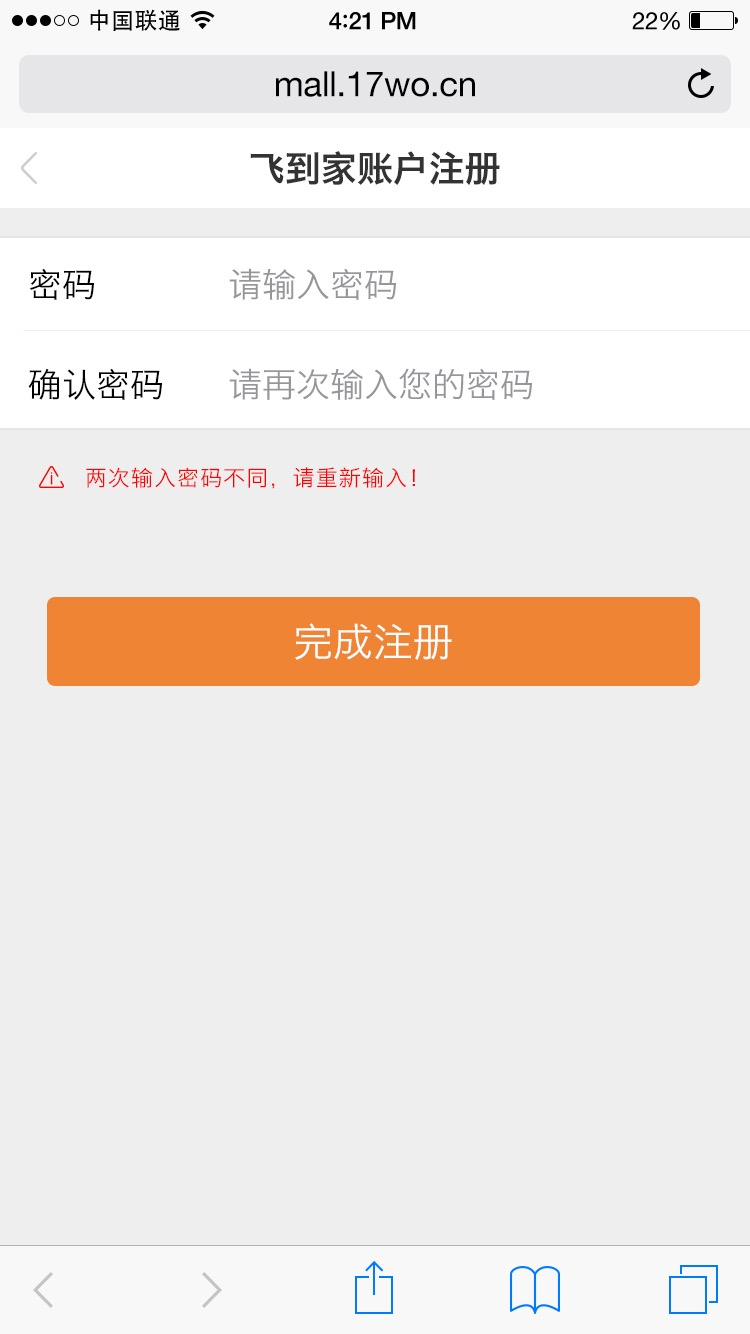 中国联通 4:21 PM 22%
mall.17wo.cn
飞到家账户注册
密码 请输入密码
确认密码 请再次输入您的密码
两次输入密码不同，请重新输入！
完成注册